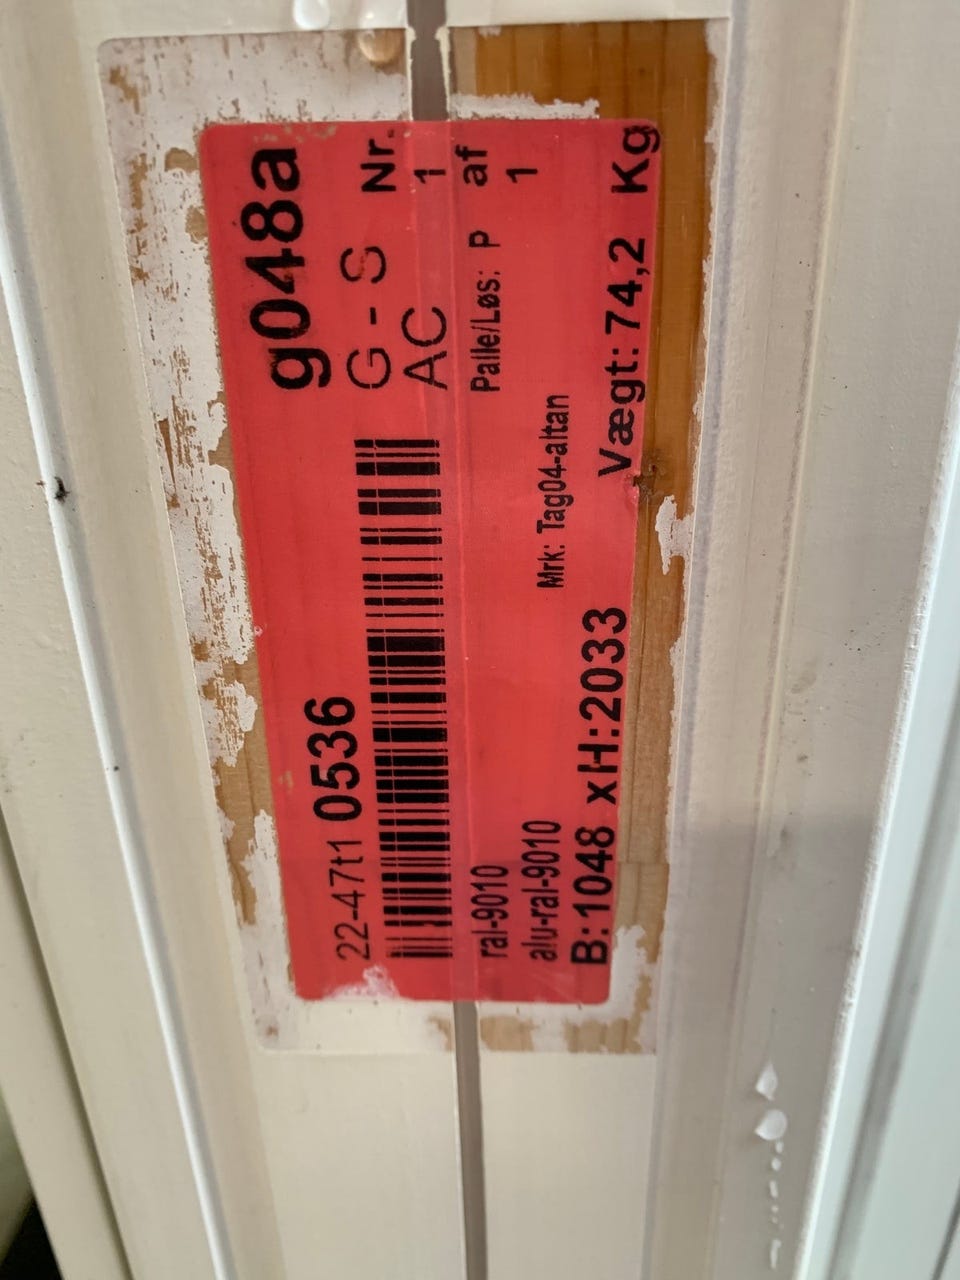 22-47t1 0536 g048a
G - S Nr.
AC 1
ral-9010 Palle/Løs: P af
1
alu-ral-9010 Mrk: Tag04-altan
B:1048 xH:2033 Vægt: 74,2 Kg